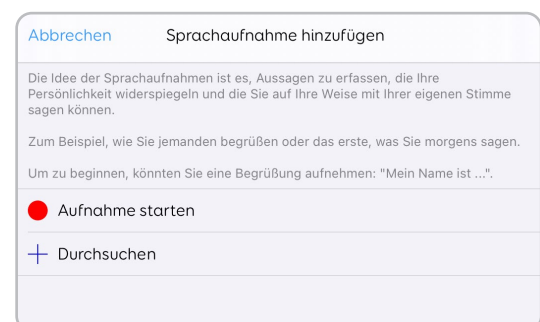 Abbrechen Sprachaufnahme hinzufügen
Die Idee der Sprachaufnahmen ist es, Aussagen zu erfassen, die Ihre
Persönlichkeit widerspiegeln und die Sie auf Ihre Weise mit Ihrer eigenen Stimme
sagen können.
Zum Beispiel, wie Sie jemanden begrüßen oder das erste, was Sie morgens sagen.
Um zu beginnen, könnten Sie eine Begrüßung aufnehmen: "Mein Name ist ...".
Aufnahme starten
Durchsuchen